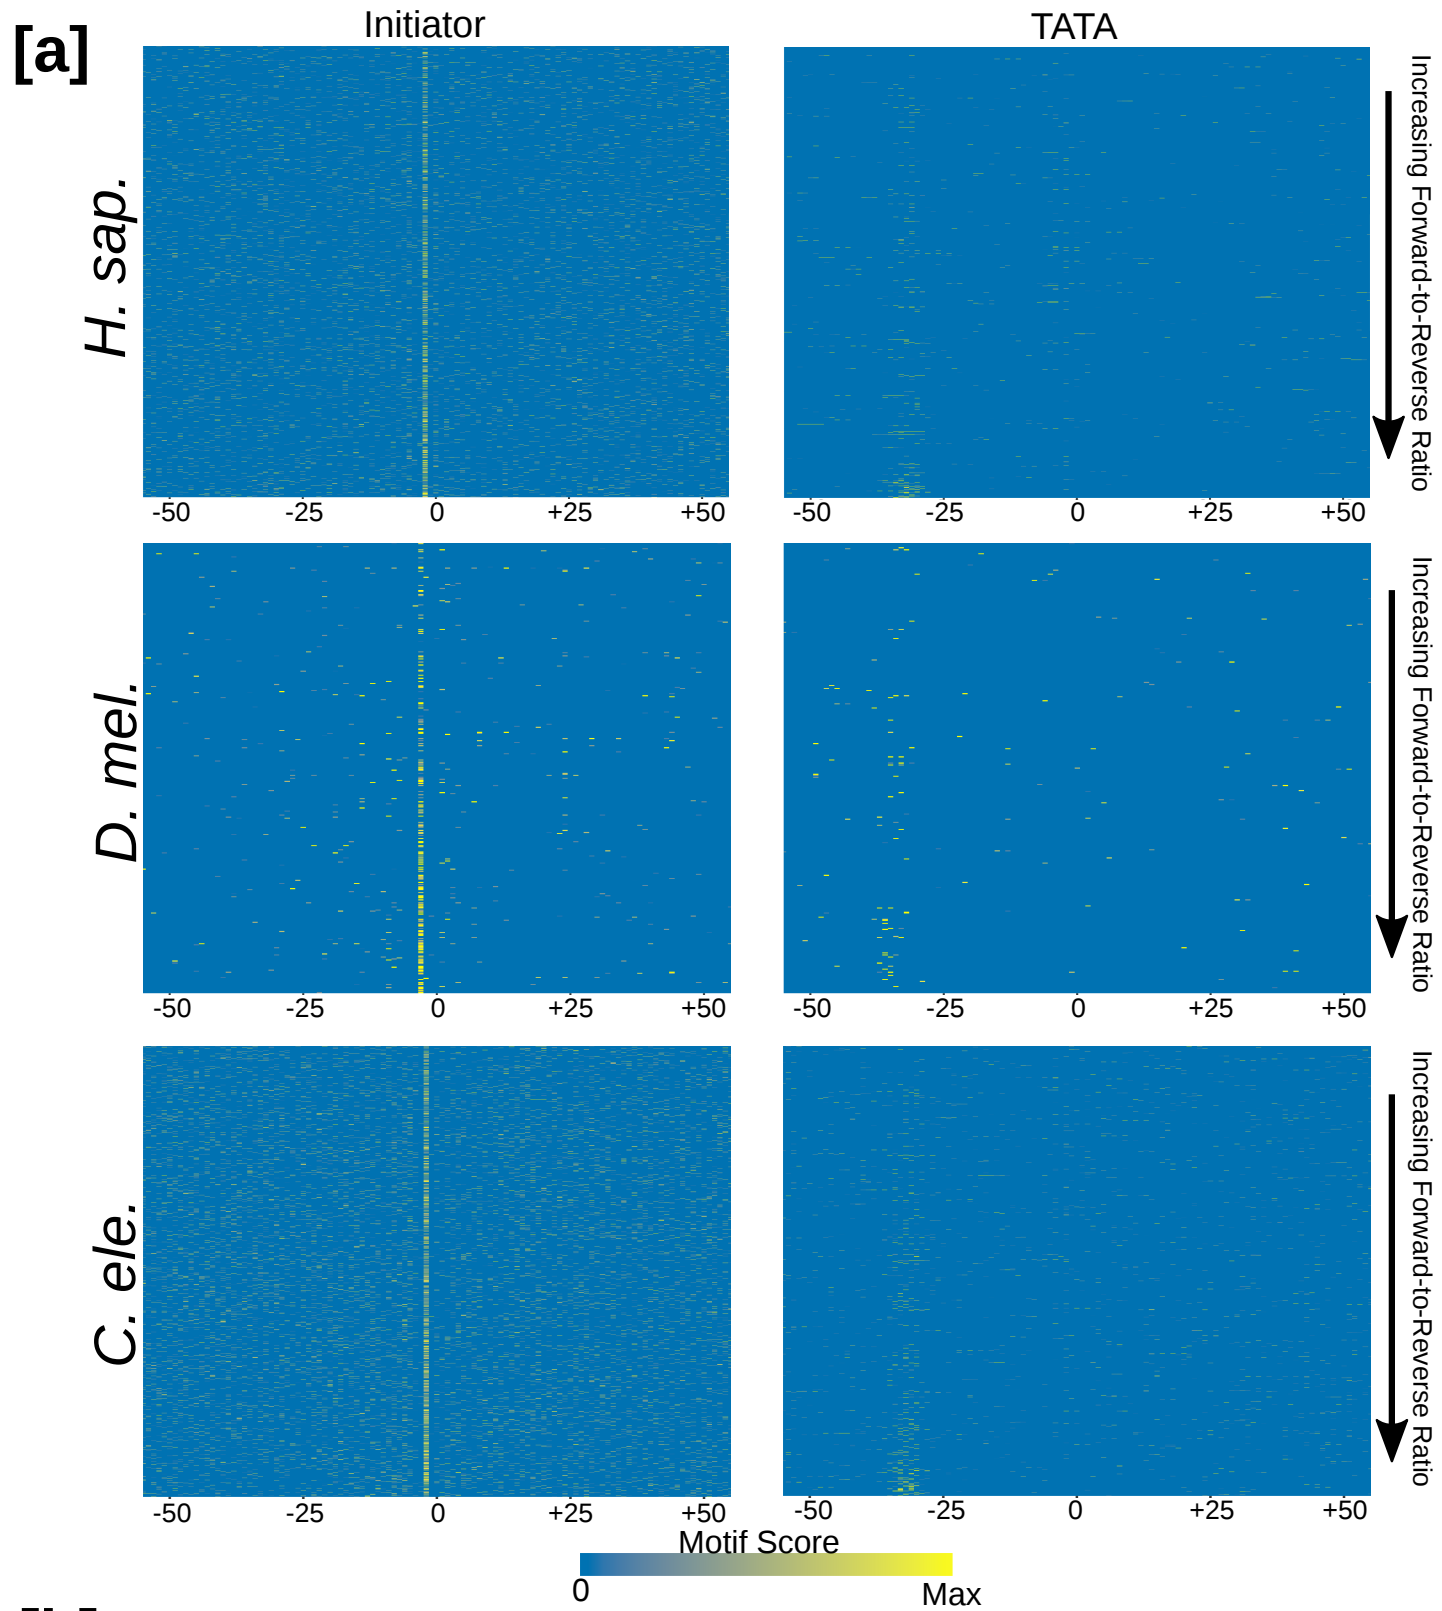 [a]
Initiator
TATA
H. sap.
Increasing Forward-to-Reverse Ratio
-50 -25 0 +25 +50
-50 -25 0 +25 +50
D. mel.
Increasing Forward-to-Reverse Ratio
-50 -25 0 +25 +50
-50 -25 0 +25 +50
C. ele.
Increasing Forward-to-Reverse Ratio
-50 -25 0 +25 +50
-50 -25 0 +25 +50
Motif Score
0 Max